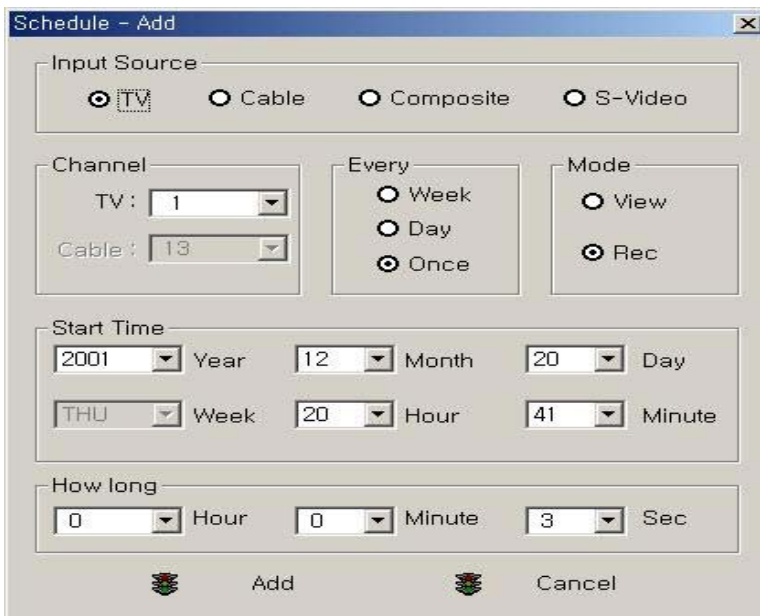 Schedule - Add
Input Source
TV Cable Composite S-Video
Channel
TV : 1
Cable : 13
Every
Week
Day
Once
Mode
View
Rec
Start Time
2001 Year 12 Month 20 Day
THU Week 20 Hour 41 Minute
How long
0 Hour 0 Minute 3 Sec
Add Cancel